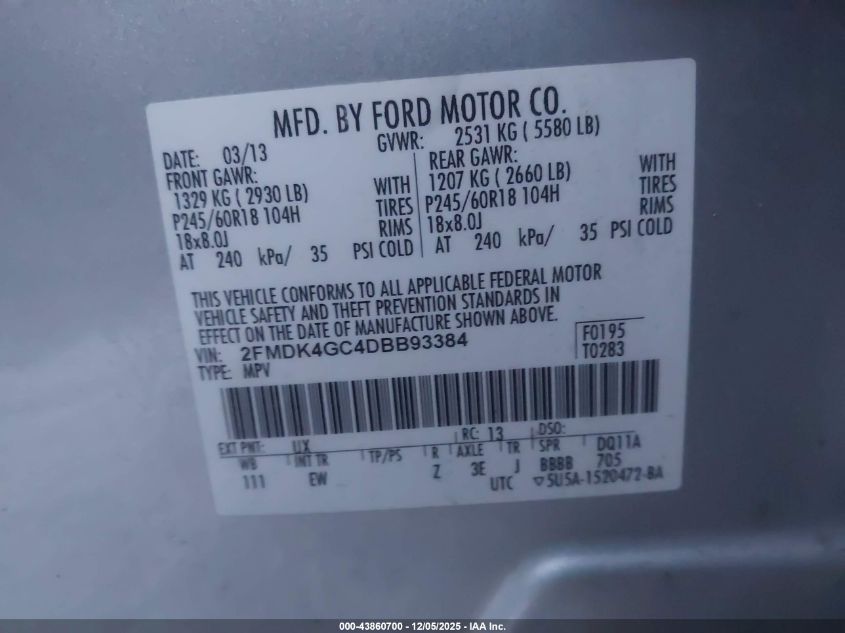 MFD. BY FORD MOTOR CO.
DATE: 03/13 GVWR: 2531 KG ( 5580 LB)
FRONT GAWR: REAR GAWR:
1329 KG ( 2930 LB) WITH 1207 KG ( 2660 LB) WITH
P245/60R18 104H TIRES P245/60R18 104H TIRES
18x8.0J RIMS 18x8.0J RIMS
AT 240 kPa/ 35 PSI COLD AT 240 kPa/ 35 PSI COLD
THIS VEHICLE CONFORMS TO ALL APPLICABLE FEDERAL MOTOR
VEHICLE SAFETY AND THEFT PREVENTION STANDARDS IN
EFFECT ON THE DATE OF MANUFACTURE SHOWN ABOVE.
VIN: 2FMDK4GC4DBB93384 F0195
TYPE: MPV T0283
EXT PNT: UX RC: 13 DSO:
WB INT TR TP/PS R AXLE TR SPR DQ11A
111 EW Z 3E J BBBB 705
UTC ▽5U5A-1520472-BA
000-43860700 - 12/05/2025 - IAA Inc.